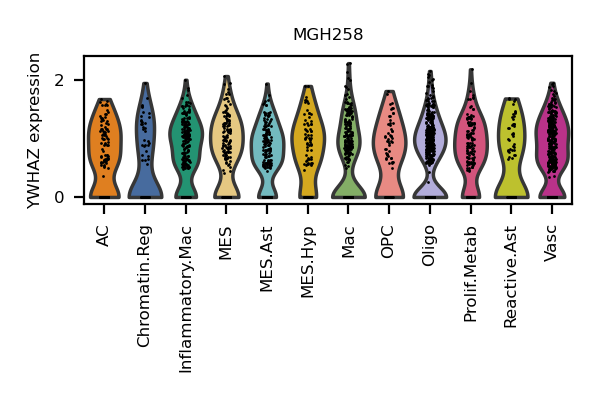 MGH258
YWHAZ expression
2
0
AC
Chromatin.Reg
Inflammatory.Mac
MES
MES.Ast
MES.Hyp
Mac
OPC
Oligo
Prolif.Metab
Reactive.Ast
Vasc